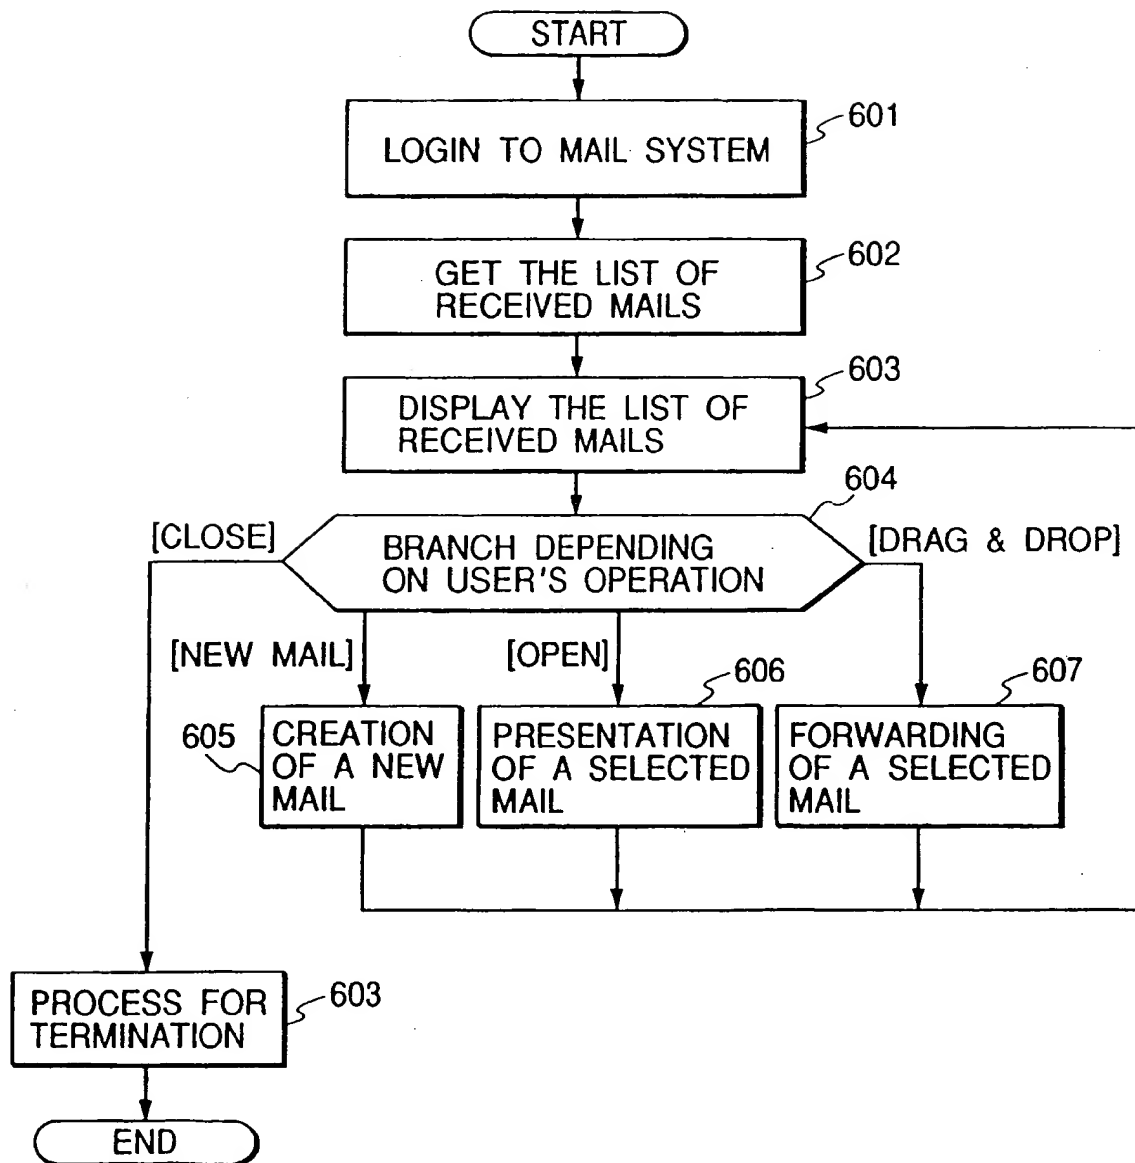 START
LOGIN TO MAIL SYSTEM
601
GET THE LIST OF
RECEIVED MAILS
602
DISPLAY THE LIST OF
RECEIVED MAILS
603
604
[CLOSE]
BRANCH DEPENDING
ON USER'S OPERATION
[DRAG & DROP]
[NEW MAIL]
[OPEN]
605
CREATION
OF A NEW
MAIL
606
PRESENTATION
OF A SELECTED
MAIL
607
FORWARDING
OF A SELECTED
MAIL
PROCESS FOR
TERMINATION
603
END